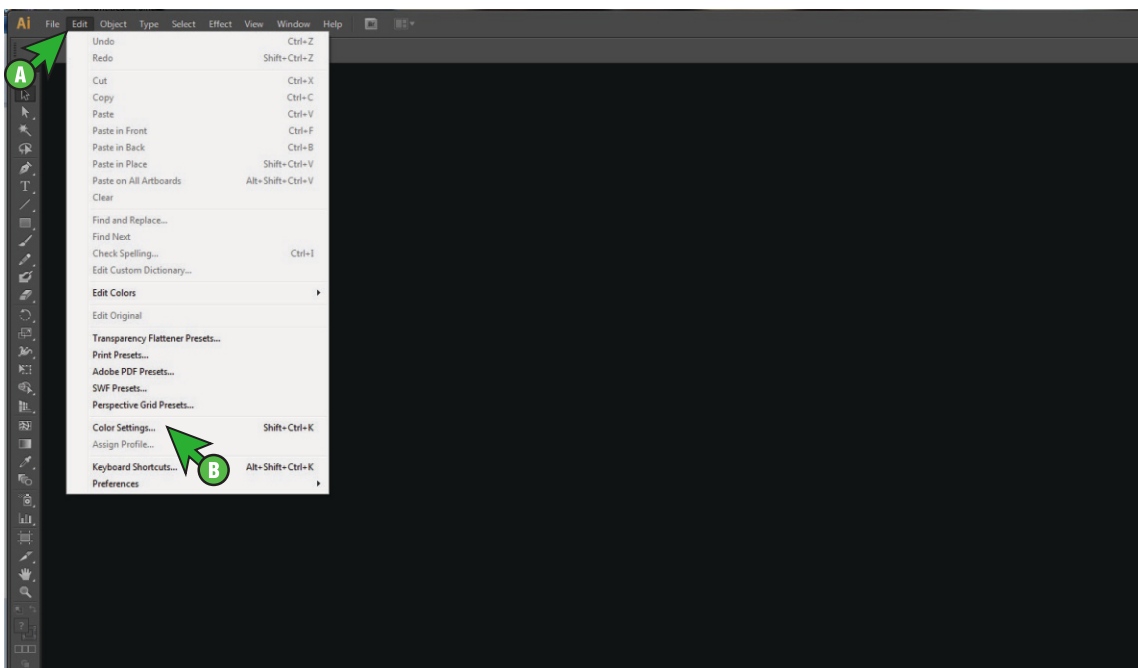 Ai File Edit Object Type Select Effect View Window Help
A
Undo Ctrl+Z
Redo Shift+Ctrl+Z
Cut Ctrl+X
Copy Ctrl+C
Paste Ctrl+V
Paste in Front Ctrl+F
Paste in Back Ctrl+B
Paste in Place Shift+Ctrl+V
Paste on All Artboards Alt+Shift+Ctrl+V
Clear
Find and Replace...
Find Next
Check Spelling... Ctrl+I
Edit Custom Dictionary...
Edit Colors
Edit Original
Transparency Flattener Presets...
Print Presets...
Adobe PDF Presets...
SWF Presets...
Perspective Grid Presets...
Color Settings... Shift+Ctrl+K
Assign Profile...
Keyboard Shortcuts... Alt+Shift+Ctrl+K
B
Preferences